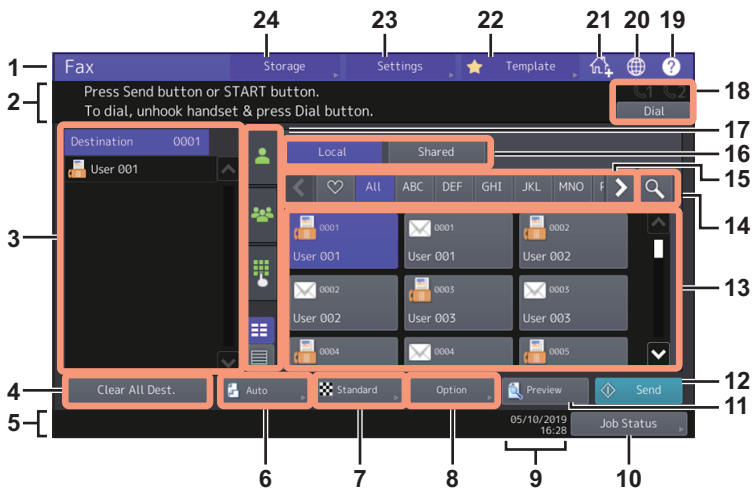 24 23 22 21 20 19
1 Fax Storage Settings Template ?
2 Press Send button or START button. 1 2 18
To dial, unhook handset & press Dial button. Dial
17
Destination 0001 Local Shared 16
User 001 15
All ABC DEF GHI JKL MNO 14
0001 0001 0002
User 001 User 001 User 002
3 13
0002 0003 0003
User 002 User 003 User 003
0004 0004 0005
4 Clear All Dest. Auto Standard Option Preview Send 12
11
5 05/10/2019 Job Status
16:28
6 7 8 9 10